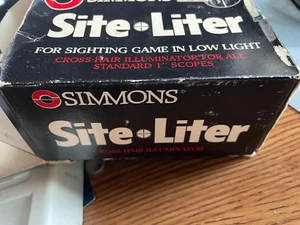 SIMMONS
Site•Liter
FOR SIGHTING GAME IN LOW LIGHT
CROSS-HAIR ILLUMINATOR FOR ALL
STANDARD 1" SCOPES
SIMMONS
Site•Liter
CROSS-HAIR ILLUMINATOR